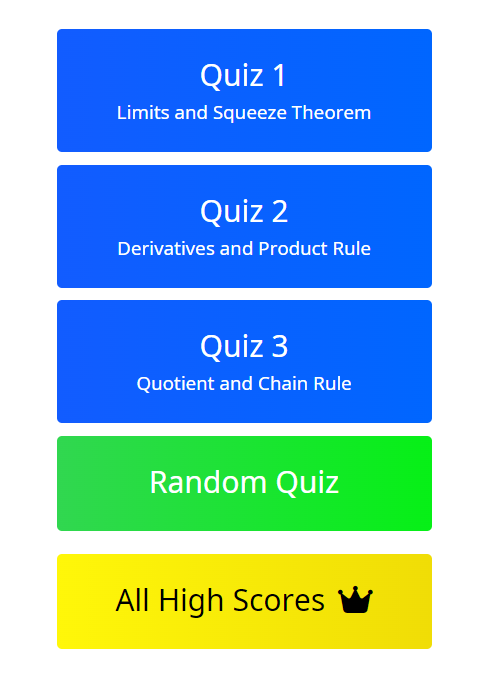 Quiz 1
Limits and Squeeze Theorem
Quiz 2
Derivatives and Product Rule
Quiz 3
Quotient and Chain Rule
Random Quiz
All High Scores